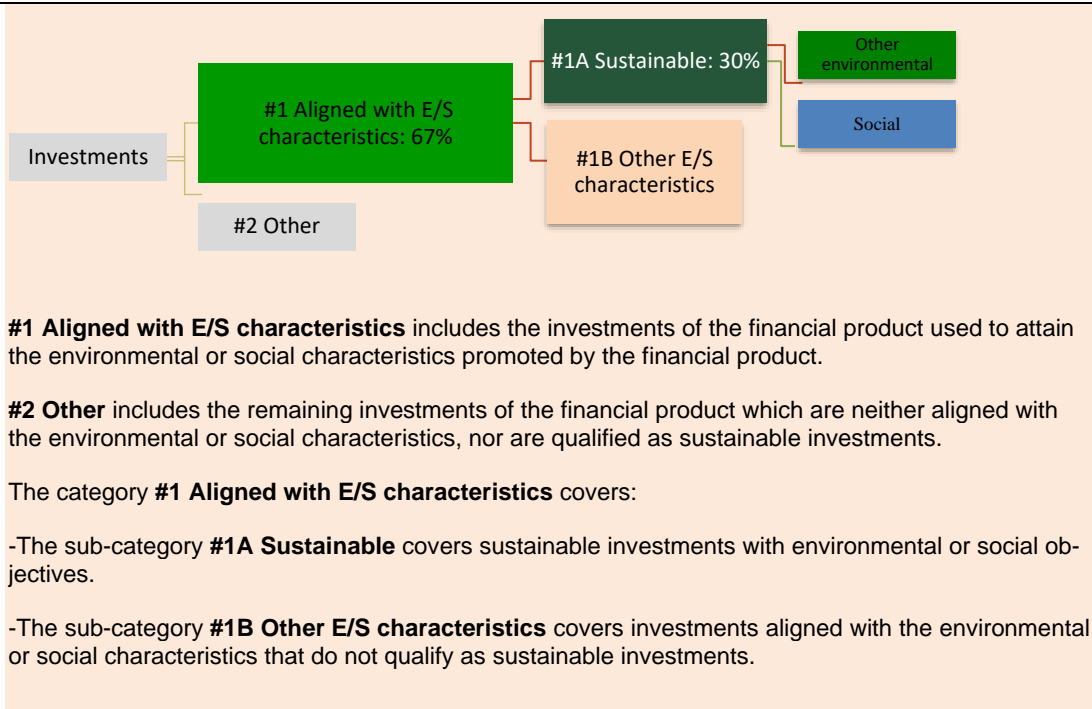 Other
environmental
#1A Sustainable: 30%
#1 Aligned with E/S
characteristics: 67%
Social
Investments
#1B Other E/S
characteristics
#2 Other
#1 Aligned with E/S characteristics includes the investments of the financial product used to attain
the environmental or social characteristics promoted by the financial product.
#2 Other includes the remaining investments of the financial product which are neither aligned with
the environmental or social characteristics, nor are qualified as sustainable investments.
The category #1 Aligned with E/S characteristics covers:
-The sub-category #1A Sustainable covers sustainable investments with environmental or social ob-
jectives.
-The sub-category #1B Other E/S characteristics covers investments aligned with the environmental
or social characteristics that do not qualify as sustainable investments.